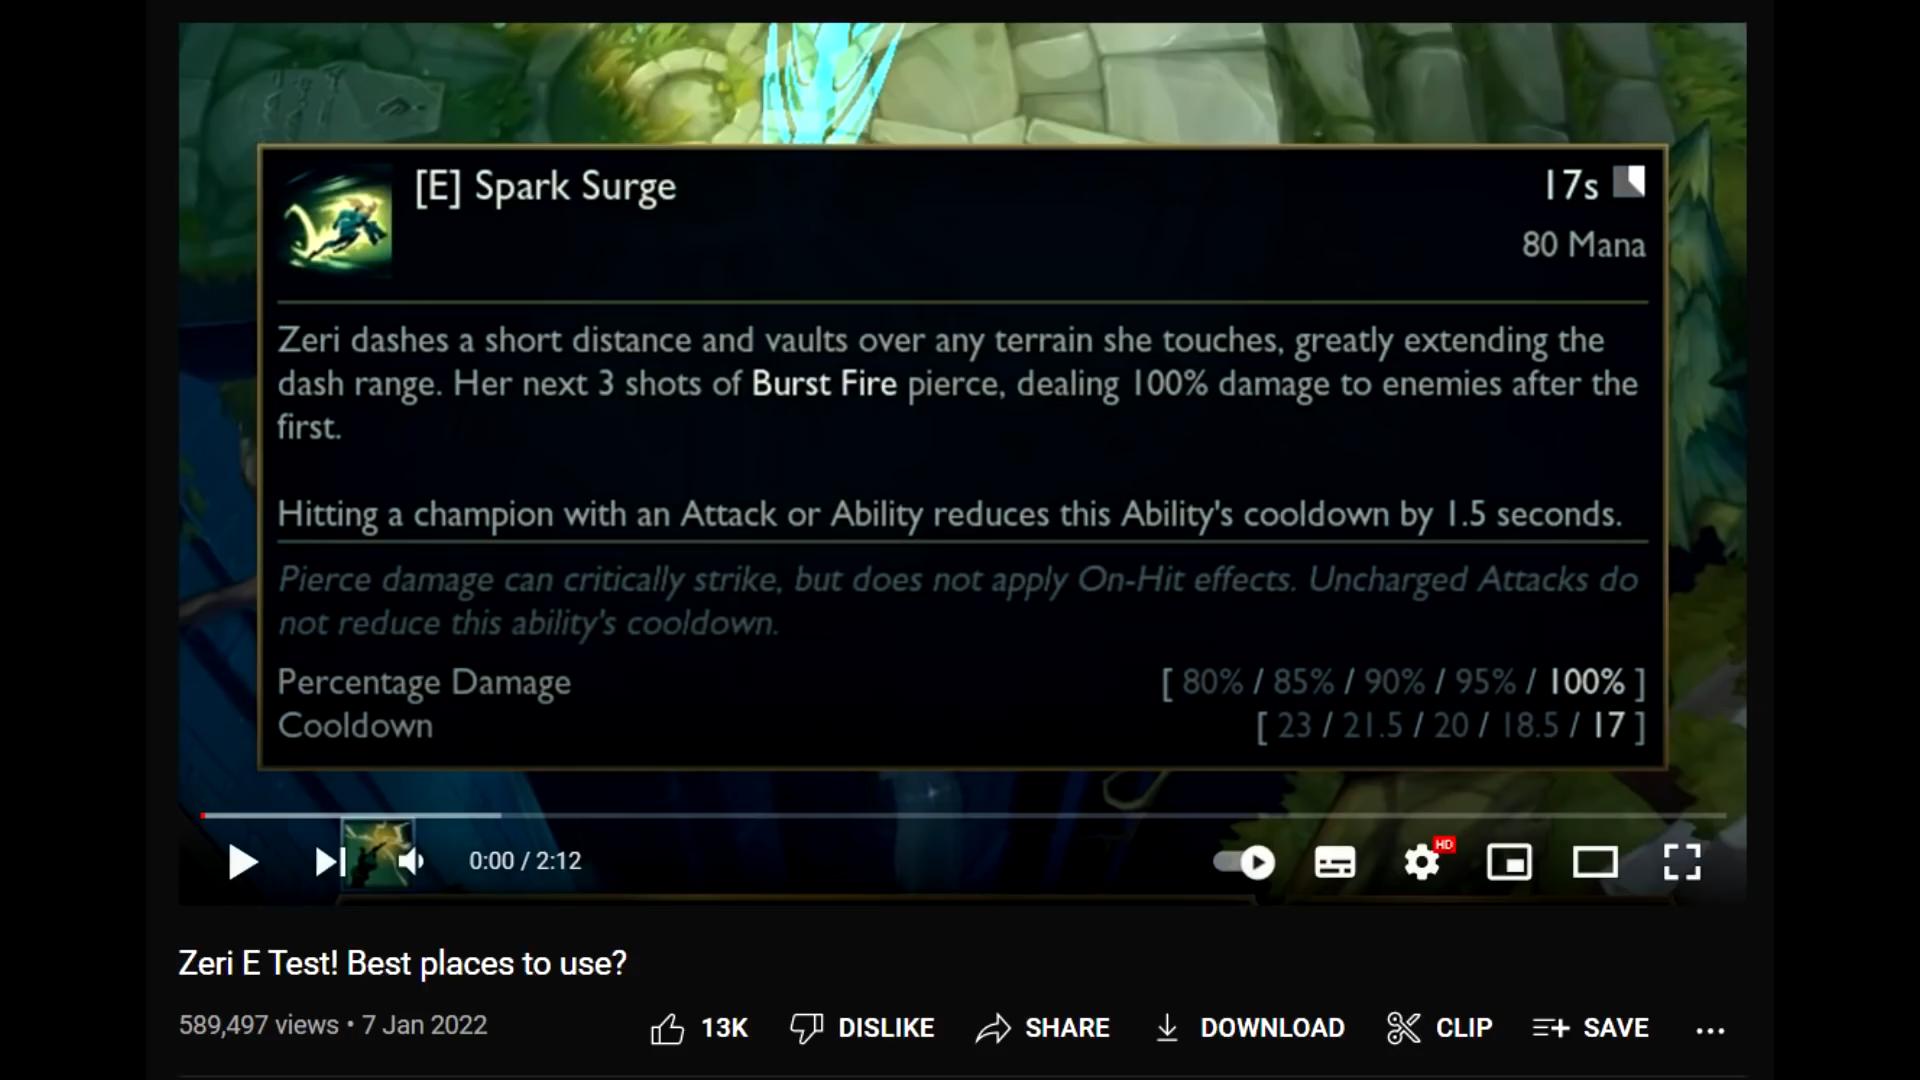 [E] Spark Surge
17s
80 Mana
Zeri dashes a short distance and vaults over any terrain she touches, greatly extending the
dash range. Her next 3 shots of Burst Fire pierce, dealing 100% damage to enemies after the
first.
Hitting a champion with an Attack or Ability reduces this Ability's cooldown by 1.5 seconds.
Pierce damage can critically strike, but does not apply On-Hit effects. Uncharged Attacks do
not reduce this ability's cooldown.
Percentage Damage [ 80% / 85% / 90% / 95% / 100% ]
Cooldown [ 23 / 21.5 / 20 / 18.5 / 17 ]
0:00 / 2:12
HD
Zeri E Test! Best places to use?
589,497 views • 7 Jan 2022
13K DISLIKE SHARE DOWNLOAD CLIP SAVE ...